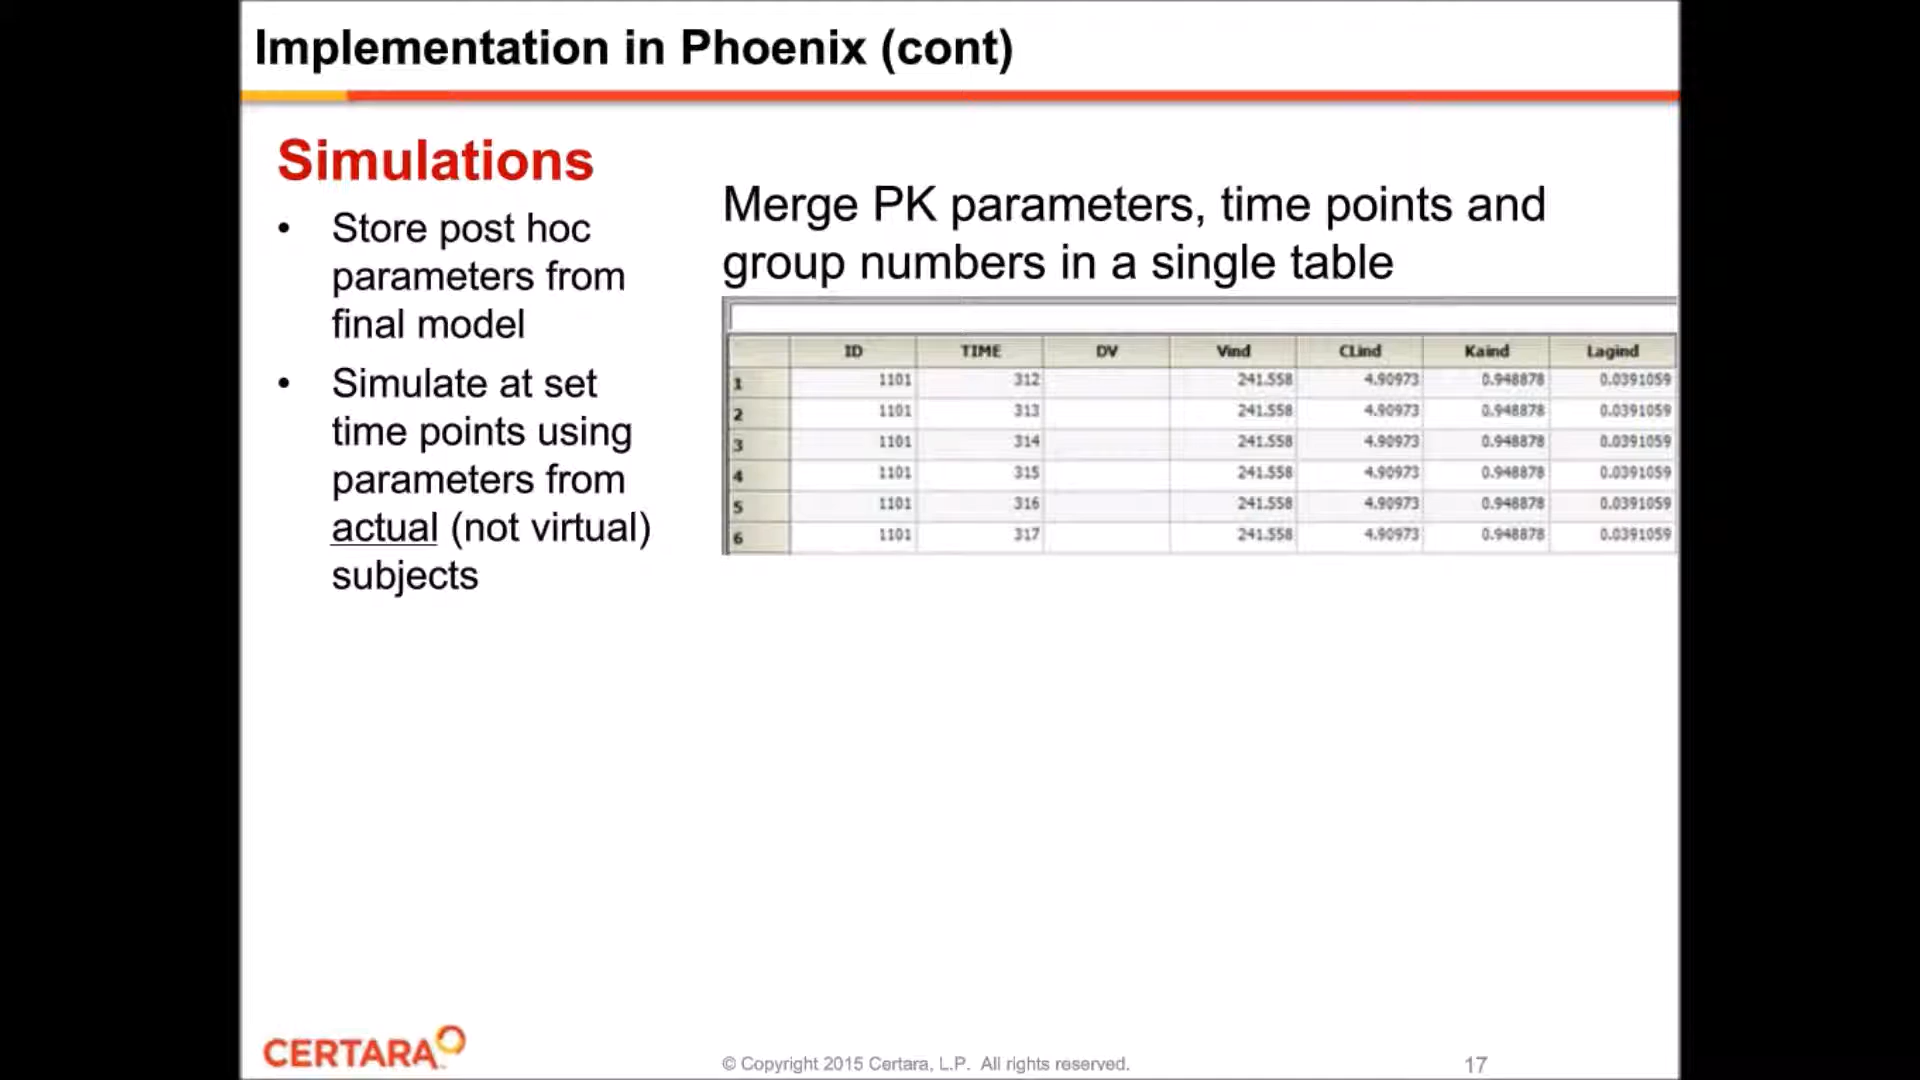 Implementation in Phoenix (cont)
Simulations
• Store post hoc
parameters from
final model
• Simulate at set
time points using
parameters from
actual (not virtual)
subjects
Merge PK parameters, time points and
group numbers in a single table
ID TIME DV Vind CLind Kaind Lagind
1 1101 312 241.558 4.90973 0.948878 0.0391059
2 1101 313 241.558 4.90973 0.948878 0.0391059
3 1101 314 241.558 4.90973 0.948878 0.0391059
4 1101 315 241.558 4.90973 0.948878 0.0391059
5 1101 316 241.558 4.90973 0.948878 0.0391059
6 1101 317 241.558 4.90973 0.948878 0.0391059
CERTARA
© Copyright 2015 Certara, L.P. All rights reserved.
17